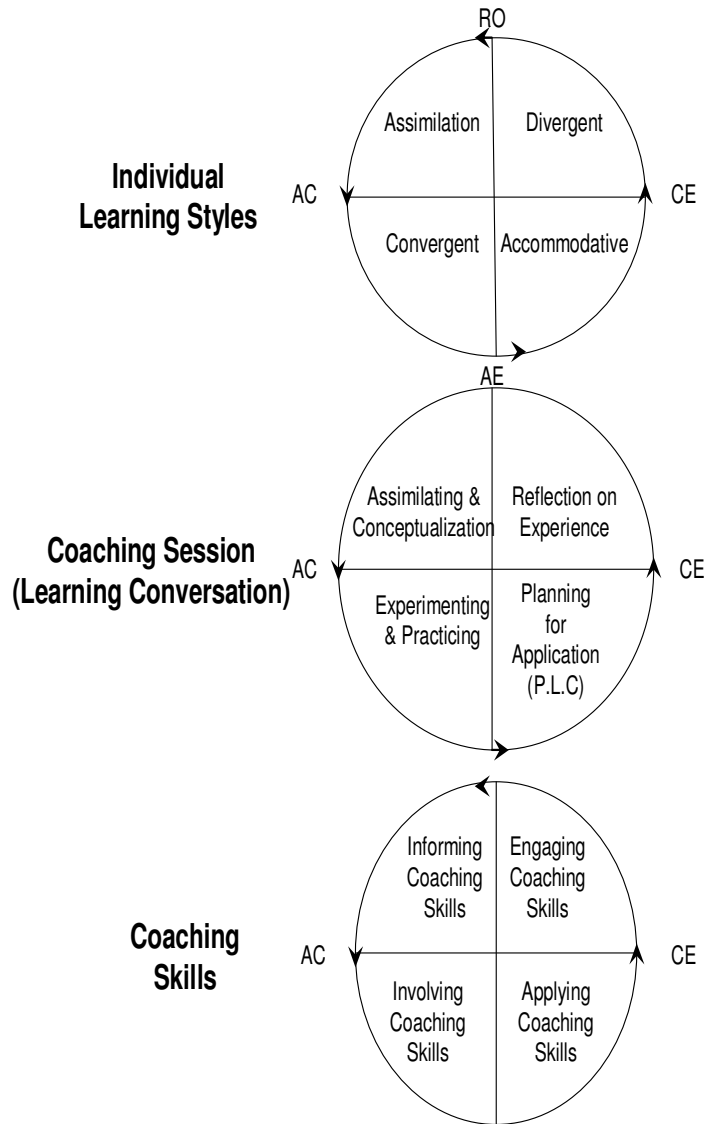 RO
Assimilation
Divergent
Individual
Learning Styles
AC
CE
Convergent
Accommodative
AE
Assimilating &
Conceptualization
Reflection on
Experience
Coaching Session
(Learning Conversation)
AC
CE
Experimenting
& Practicing
Planning
for
Application
(P.L.C)
Informing
Coaching
Skills
Engaging
Coaching
Skills
Coaching
Skills
AC
CE
Involving
Coaching
Skills
Applying
Coaching
Skills